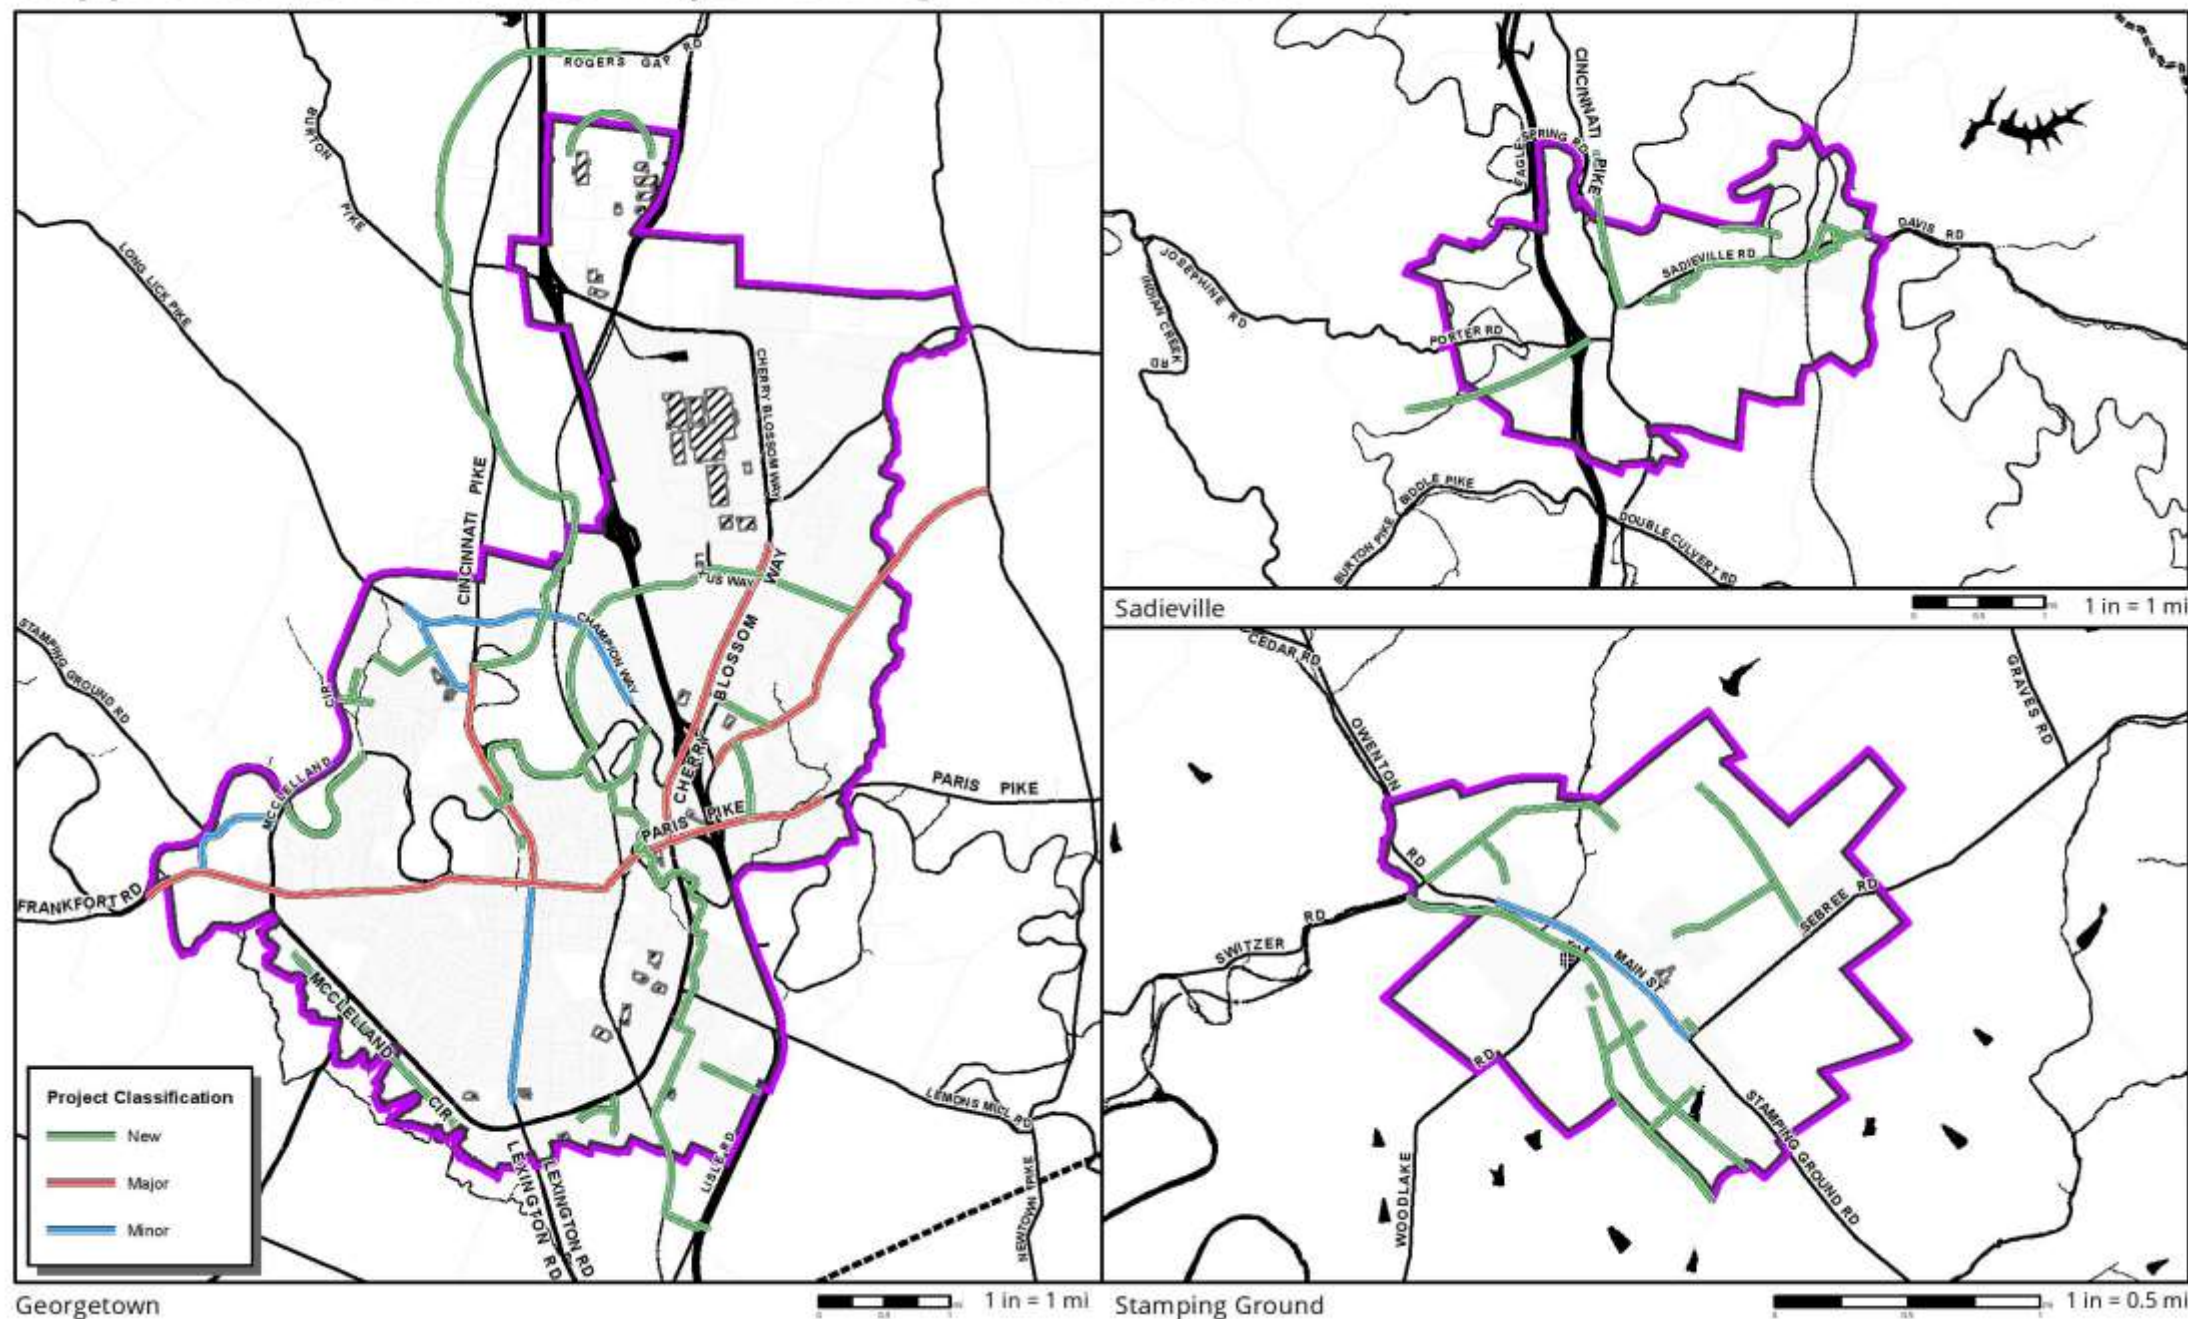 ROGERS GAP RD
BURTON
PIKE
LONG LICK PIKE
CHERRY BLOSSOM WAY
CINCINNATI PIKE
STAMPING GROUND RD
LEX
US WAY
CHAMPION WAY
CHERRY BLOSSOM WAY
CIR
MCCLELLAND
PARIS PIKE
PARIS PIKE
FRANKFORT RD
MCCLELLAND
CIR
LEMONS MILL RD
LISLE RD
NEWTOWN PIKE
LEXINGTON RD
LEXINGTON RD
Project Classification
New
Major
Minor
Georgetown
1 in = 1 mi
CINCINNATI PIKE
EAGLE
SPRING RD
DAVIS RD
SADIEVILLE RD
JOSEPHINE RD
INDIAN CREEK
RD
PORTER RD
BIDDLE PIKE
BURTON PIKE
DOUBLE CULVERT RD
Sadieville
1 in = 1 mi
CEDAR RD
OWENTON
RD
GRAVES RD
SWITZER
RD
SEBREE RD
MAIN ST
RD
WOODLAKE
STAMPING GROUND RD
Stamping Ground
1 in = 0.5 mi